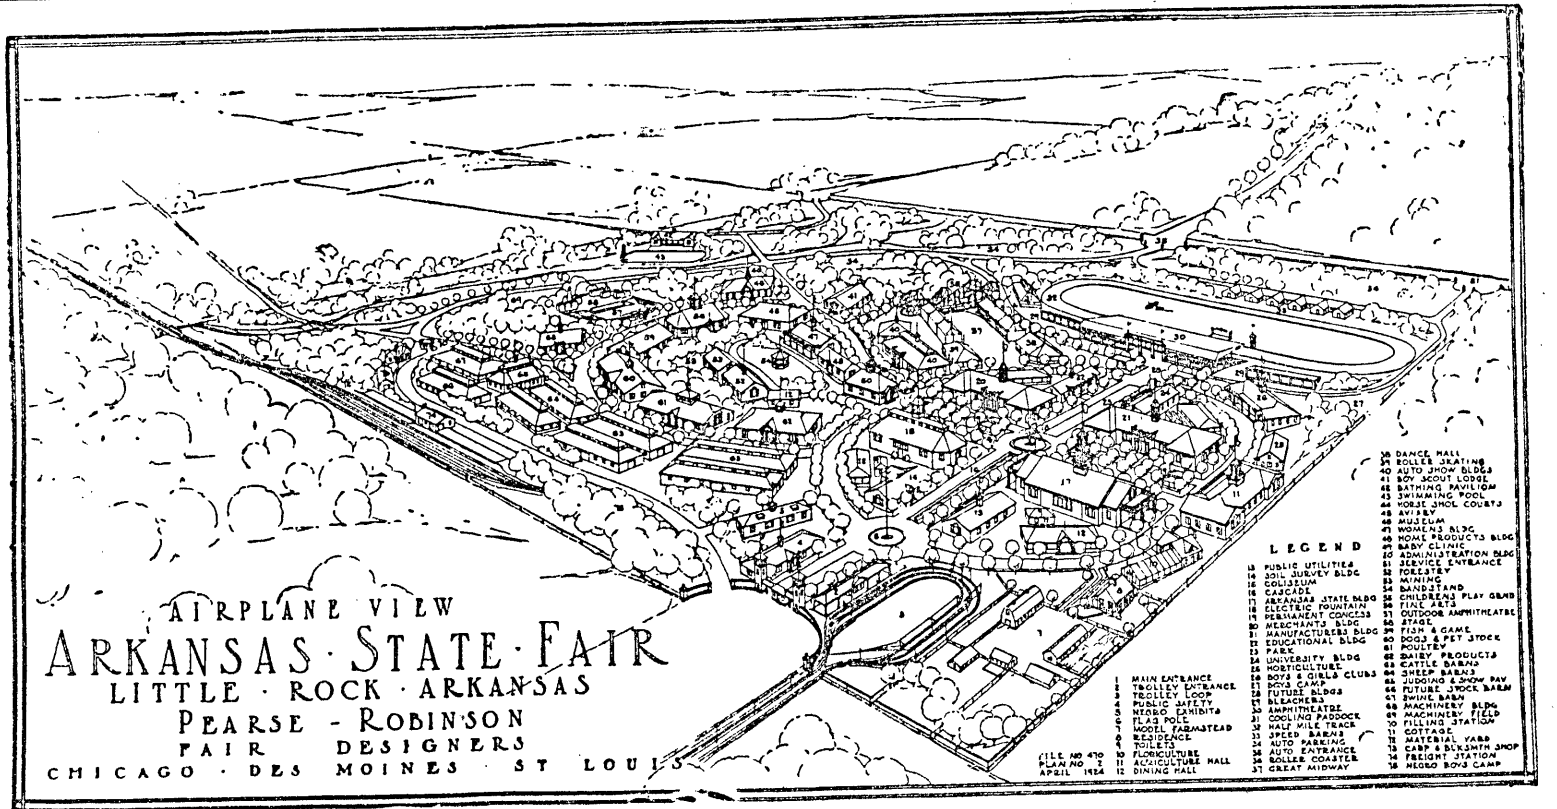 AIRPLANE VIEW
ARKANSAS · STATE · FAIR
LITTLE · ROCK · ARKANSAS
PEARSE - ROBINSON
FAIR DESIGNERS
CHICAGO · DES MOINES · ST LOUIS
FILE NO 470
PLAN NO 2
APRIL 1924
LEGEND
1 MAIN ENTRANCE
2 TROLLEY ENTRANCE
3 TROLLEY LOOP
4 PUBLIC SAFETY
5 NEGRO EXHIBITS
6 FLAG POLE
7 MODEL FARMSTEAD
8 RESIDENCE
9 TOILETS
10 FLORICULTURE
11 AGRICULTURE HALL
12 DINING HALL
13 PUBLIC UTILITIES
14 SOIL SURVEY BLDG
15 COLISEUM
16 CASCADE
17 ARKANSAS STATE BLDG
18 ELECTRIC FOUNTAIN
19 PERMANENT CONCESS
20 MERCHANTS BLDG
21 MANUFACTURERS BLDG
22 EDUCATIONAL BLDG
23 PARK
24 UNIVERSITY BLDG
25 HORTICULTURE
26 BOYS & GIRLS CLUBS
27 BOYS CAMP
28 FUTURE BLDGS
29 BLEACHERS
30 AMPHITHEATRE
31 COOLING PADDOCK
32 HALF MILE TRACK
33 SPEED BARNS
34 AUTO PARKING
35 AUTO ENTRANCE
36 ROLLER COASTER
37 GREAT MIDWAY
38 DANCE HALL
39 ROLLER SKATING
40 AUTO SHOW BLDGS
41 BOY SCOUT LODGE
42 BATHING PAVILION
43 SWIMMING POOL
44 HORSE SHOE COURTS
45 AVIARY
46 MUSEUM
47 WOMENS BLDG
48 HOME PRODUCTS BLDG
49 BABY CLINIC
50 ADMINISTRATION BLDG
51 SERVICE ENTRANCE
52 FORESTRY
53 MINING
54 BANDSTAND
55 CHILDRENS PLAY GRND
56 FINE ARTS
57 OUTDOOR AMPHITHEATRE
58 STAGE
59 FISH & GAME
60 DOGS & PET STOCK
61 POULTRY
62 DAIRY PRODUCTS
63 CATTLE BARNS
64 SHEEP BARNS
65 JUDGING & SHOW PAV
66 FUTURE STOCK BARN
67 SWINE BARN
68 MACHINERY BLDG
69 MACHINERY FIELD
70 FILLING STATION
71 COTTAGE
72 MATERIAL YARD
73 CARP & BLKSMTH SHOP
74 FREIGHT STATION
75 NEGRO BOYS CAMP